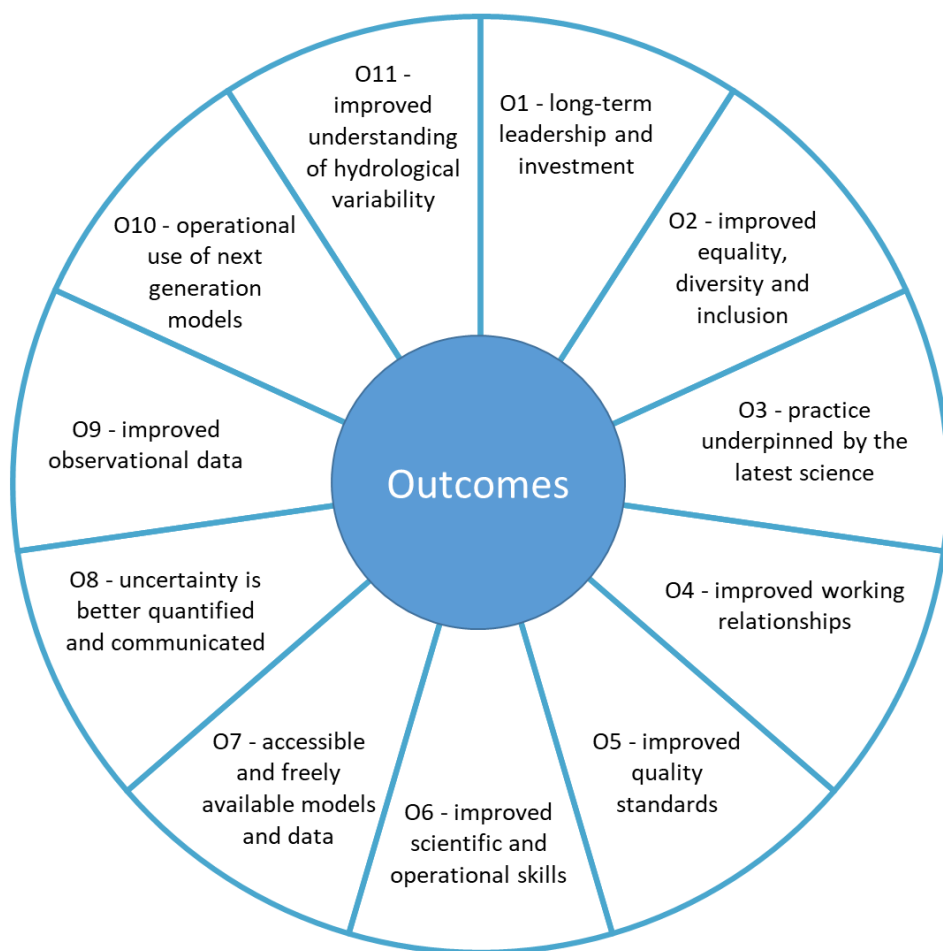 O1 - long-term
leadership and
investment
O2 - improved
equality,
diversity and
inclusion
O3 - practice
underpinned by the
latest science
O4 - improved working
relationships
O5 - improved
quality
standards
O6 - improved
scientific and
operational skills
O7 - accessible
and freely
available models
and data
O8 - uncertainty is
better quantified
and communicated
O9 - improved
observational data
O10 - operational
use of next
generation
models
O11 -
improved
understanding
of hydrological
variability
Outcomes